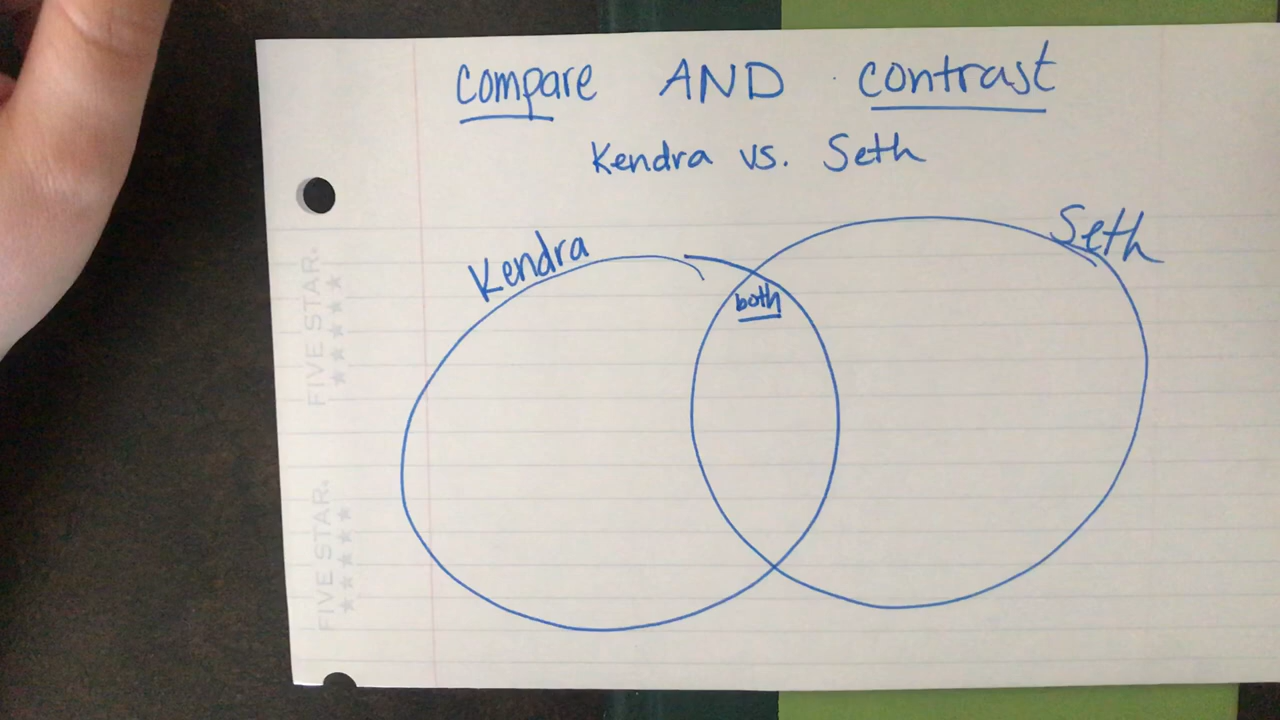 compare AND contrast
Kendra vs. Seth
Kendra
Seth
both
FIVE STAR.
FIVE STAR.